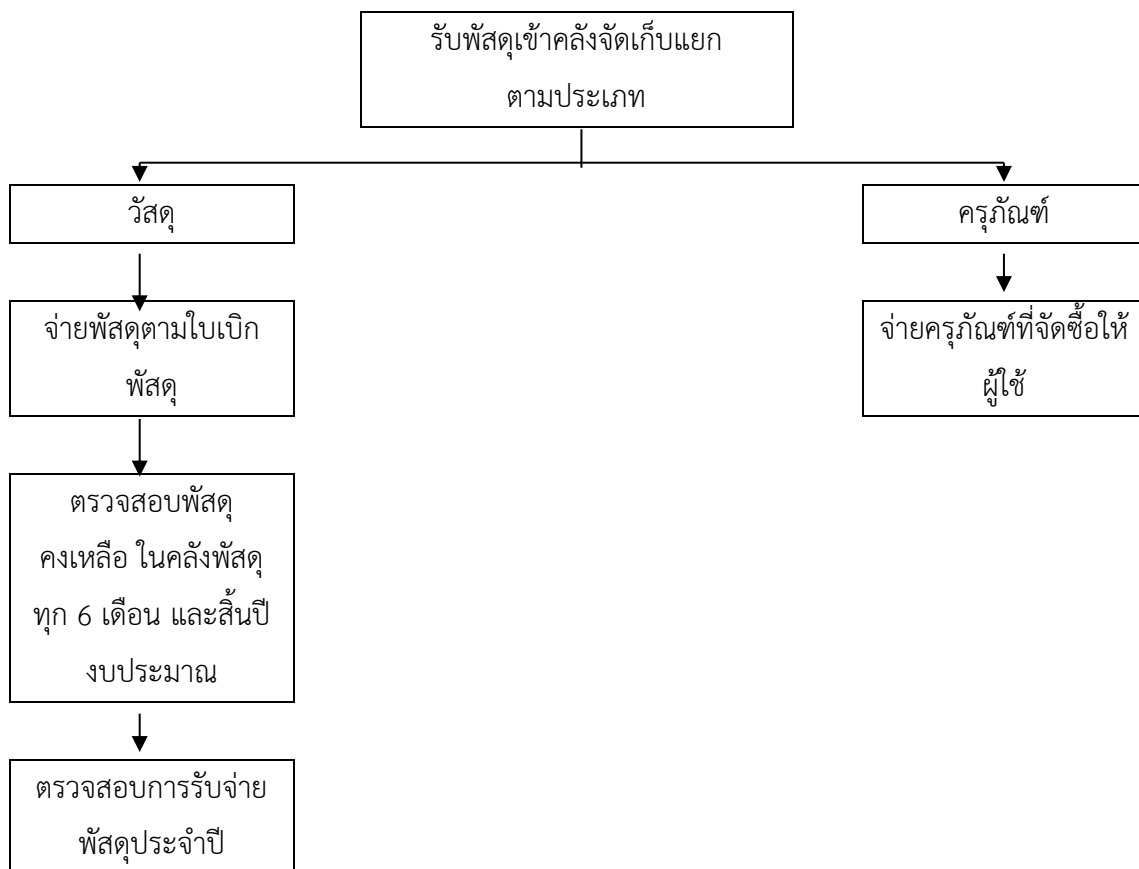 รับพัสดุเข้าคลังจัดเก็บแยก
ตามประเภท
วัสดุ
ครุภัณฑ์
จ่ายพัสดุตามใบเบิก
พัสดุ
จ่ายครุภัณฑ์ที่จัดซื้อให้
ผู้ใช้
ตรวจสอบพัสดุ
คงเหลือ ในคลังพัสดุ
ทุก 6 เดือน และสิ้นปี
งบประมาณ
ตรวจสอบการรับจ่าย
พัสดุประจำปี